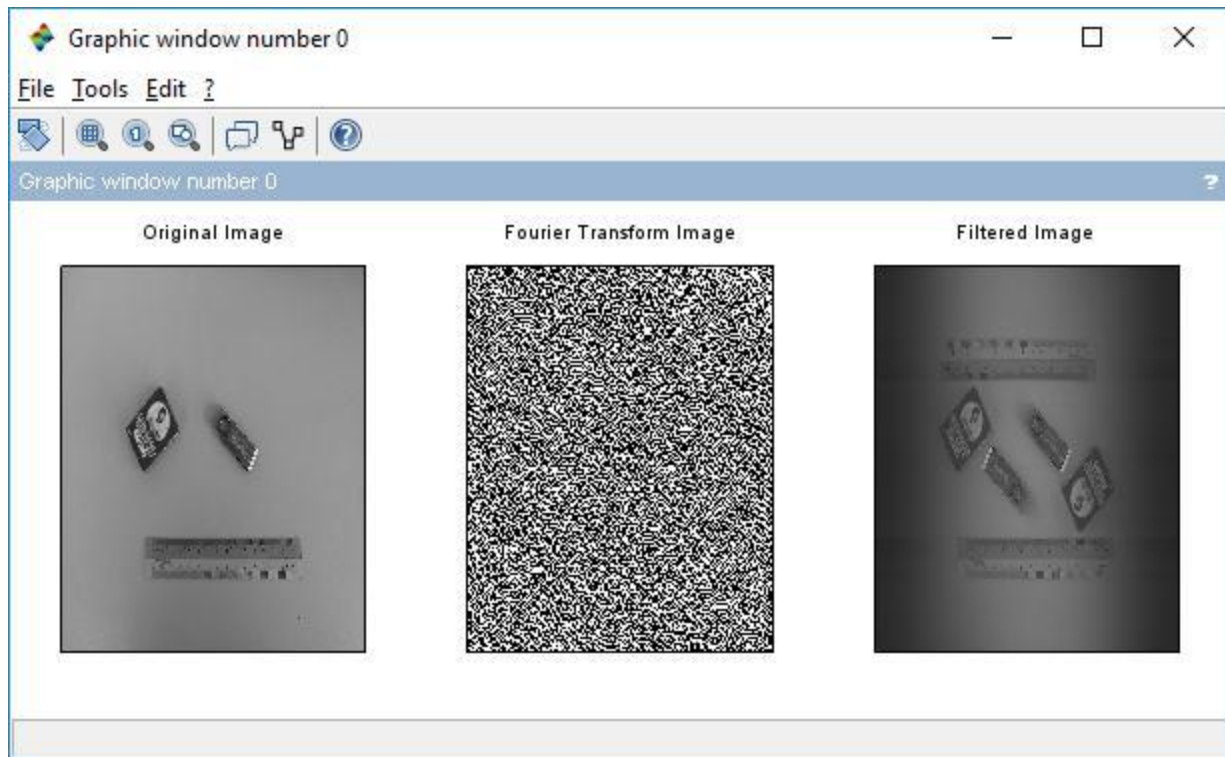 Graphic window number 0
File Tools Edit ?
Graphic window number 0 ?
Original Image Fourier Transform Image Filtered Image